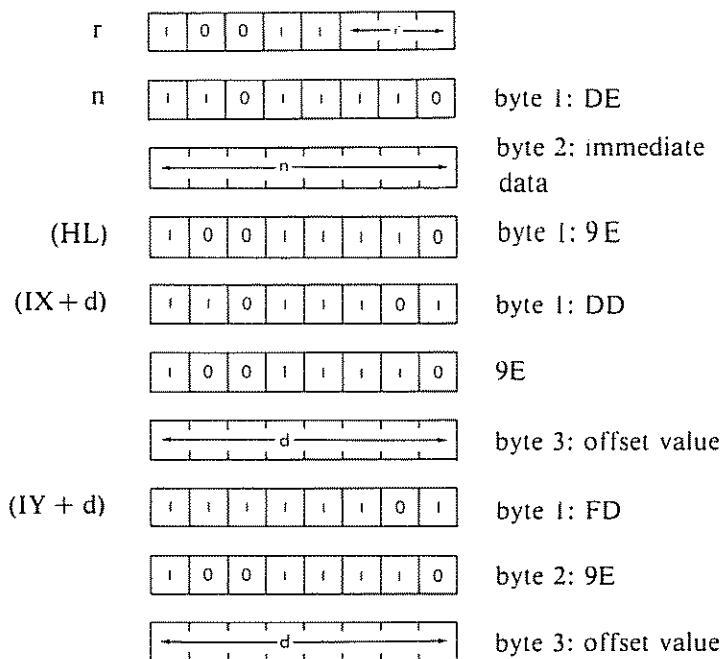 r 1 0 0 1 1 r
n 1 1 0 1 1 1 1 0 byte 1: DE
n byte 2: immediate
data
(HL) 1 0 0 1 1 1 1 0 byte 1: 9E
(IX + d) 1 1 0 1 1 1 0 1 byte 1: DD
1 0 0 1 1 1 1 0 9E
d byte 3: offset value
(IY + d) 1 1 1 1 1 1 0 1 byte 1: FD
1 0 0 1 1 1 1 0 byte 2: 9E
d byte 3: offset value